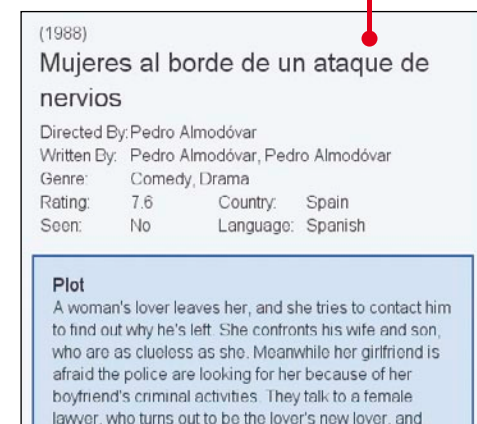 (1988)
Mujeres al borde de un ataque de
nervios
Directed By: Pedro Almodóvar
Written By: Pedro Almodóvar, Pedro Almodóvar
Genre: Comedy, Drama
Rating: 7.6 Country: Spain
Seen: No Language: Spanish
Plot
A woman's lover leaves her, and she tries to contact him
to find out why he's left. She confronts his wife and son,
who are as clueless as she. Meanwhile her girlfriend is
afraid the police are looking for her because of her
boyfriend's criminal activities. They talk to a female
lawyer, who turns out to be the lover's new lover, and